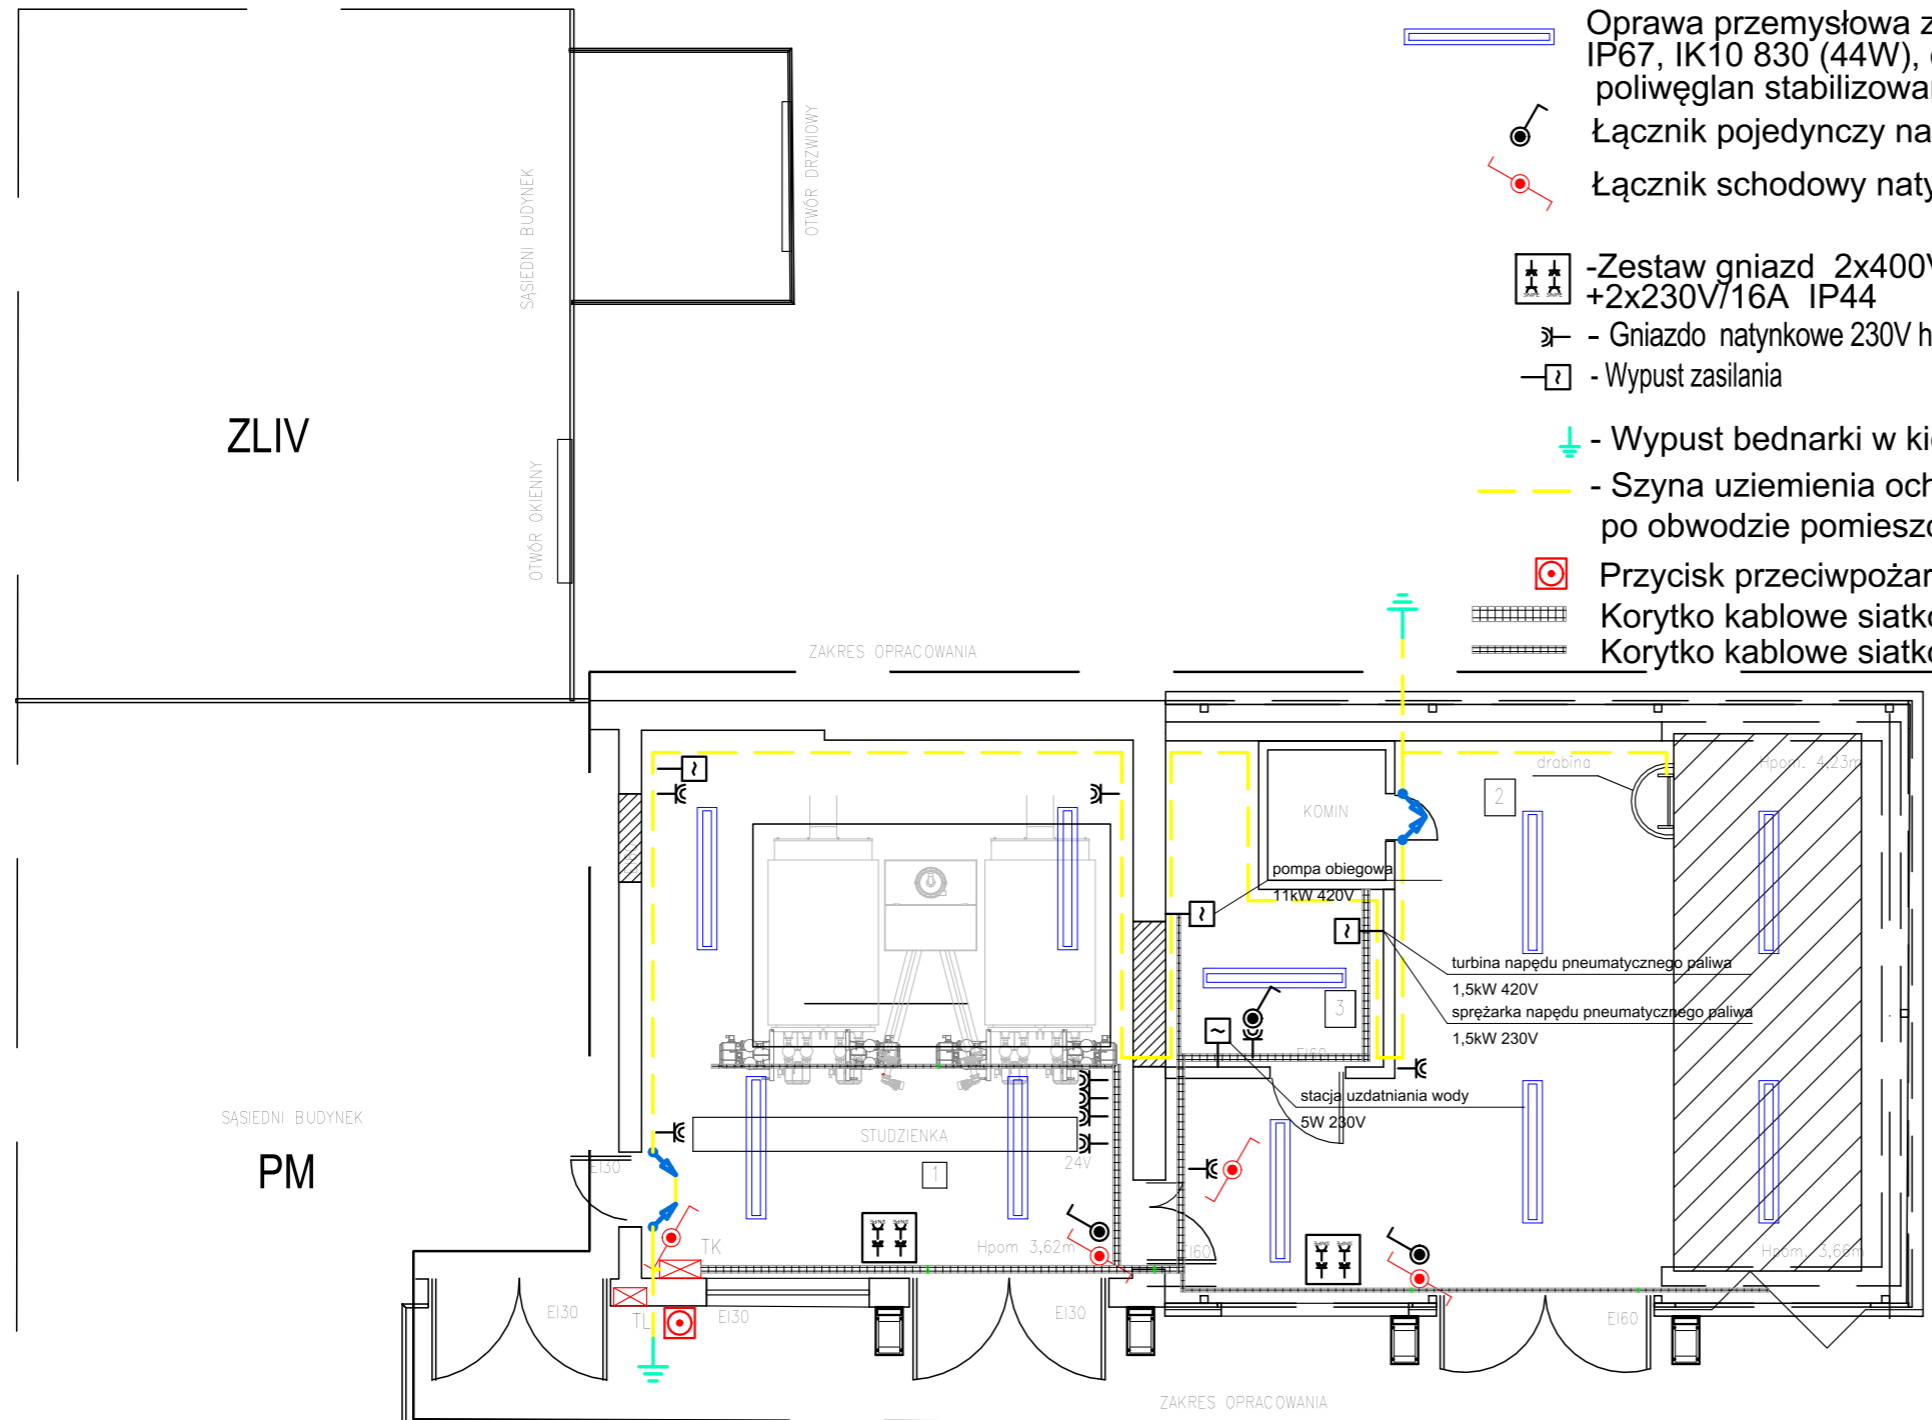 Oprawa przemysłowa z
IP67, IK10 830 (44W),
poliwęglan stabilizowa
Łącznik pojedynczy na
Łącznik schodowy naty
-Zestaw gniazd 2x400V
+2x230V/16A IP44
- Gniazdo natynkowe 230V h
- Wypust zasilania
- Wypust bednarki w ki
- Szyna uziemienia och
po obwodzie pomieszc
Przycisk przeciwpożar
Korytko kablowe siatko
Korytko kablowe siatko
SĄSIEDNI BUDYNEK
OTWÓR DRZWIOWY
ZLIV
OTWÓR OKIENNY
ZAKRES OPRACOWANIA
drabina
Hpom. 4,23m
2
KOMIN
pompa obiegowa
11kW 420V
turbina napędu pneumatycznego paliwa
1,5kW 420V
sprężarka napędu pneumatycznego paliwa
1,5kW 230V
3
EI60
stacja uzdatniania wody
5W 230V
SĄSIEDNI BUDYNEK
PM
STUDZIENKA
24V
1
EI30
TK
Hpom 3,62m
EI60
Hpom. 3,66m
EI30
TL
EI30
EI30
EI60
ZAKRES OPRACOWANIA